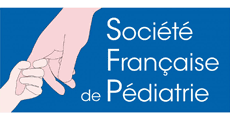 Société
Française
de Pédiatrie